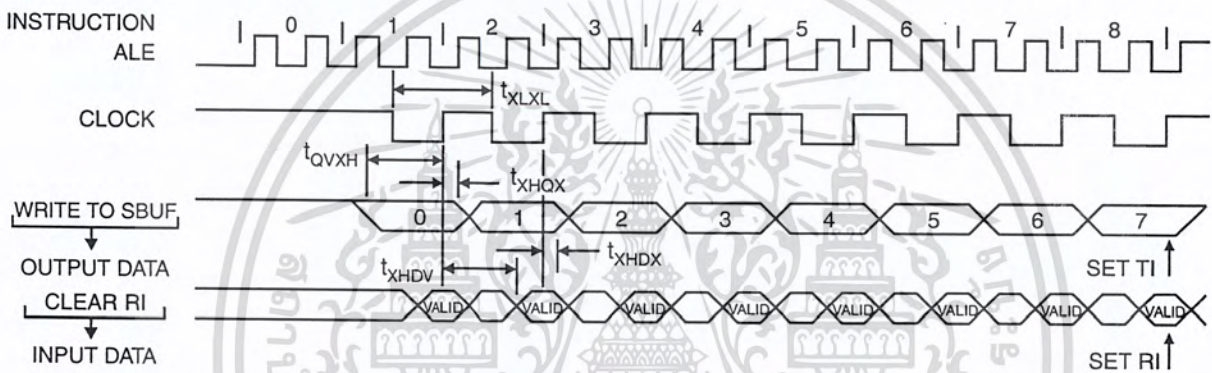 INSTRUCTION
0 1 2 3 4 5 6 7 8
ALE
tXLXL
CLOCK
tQVXH
tXHQX
WRITE TO SBUF
0 1 2 3 4 5 6 7
tXHDV
tXHDX
OUTPUT DATA
SET TI
CLEAR RI
VALID VALID VALID VALID VALID VALID VALID VALID
INPUT DATA
SET RI